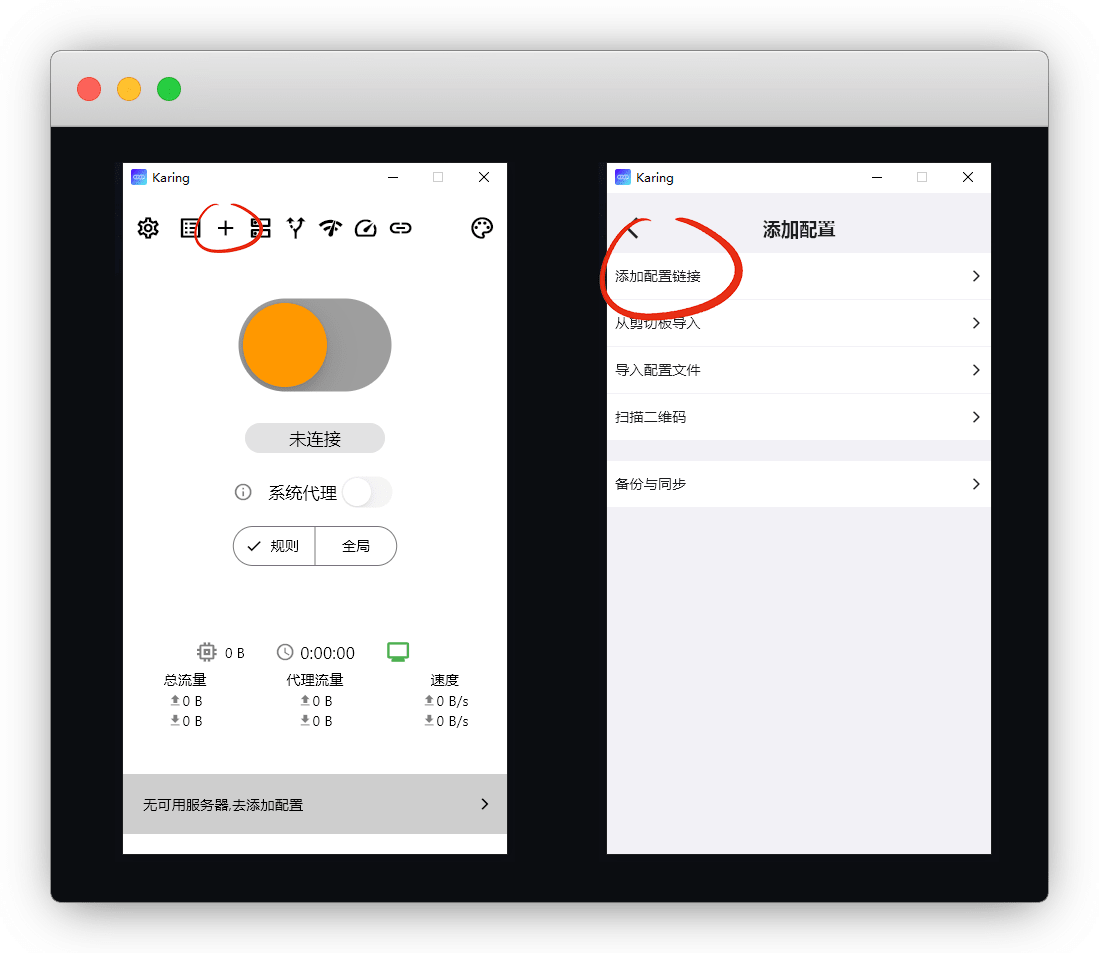 Karing
未连接
系统代理
规则 全局
0 B 0:00:00
总流量 代理流量 速度
0 B 0 B 0 B/s
0 B 0 B 0 B/s
无可用服务器,去添加配置
Karing
添加配置
添加配置链接
从剪切板导入
导入配置文件
扫描二维码
备份与同步